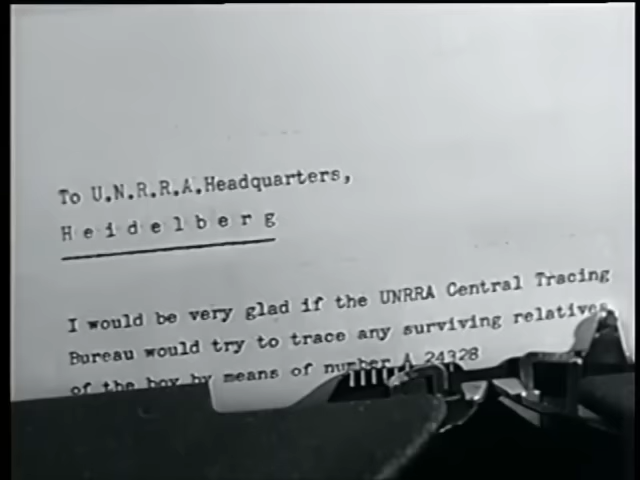 To U.N.R.R.A.Headquarters,
Heidelberg
I would be very glad if the UNRRA Central Tracing
Bureau would try to trace any surviving relatives
of the boy by means of number A 24328